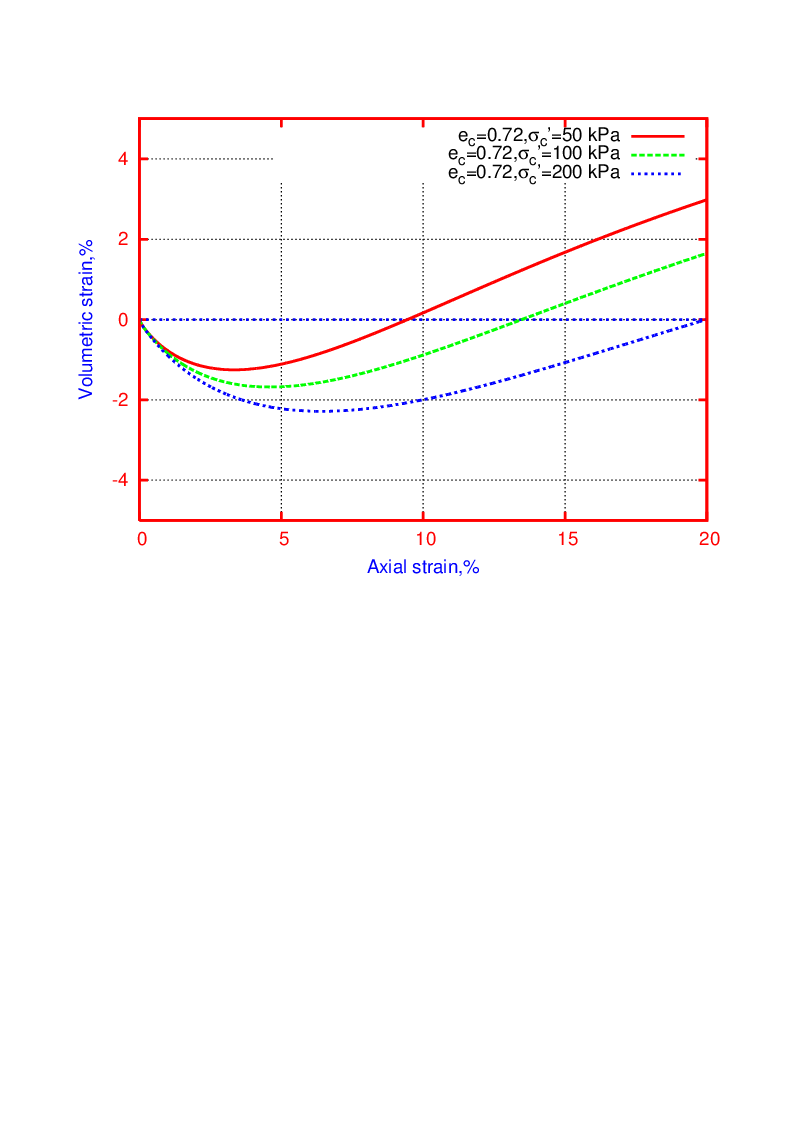 e_c=0.72,σ_c'=50 kPa
e_c=0.72,σ_c'=100 kPa
e_c=0.72,σ_c'=200 kPa
4
2
0
-2
-4
Volumetric strain,%
0 5 10 15 20
Axial strain,%